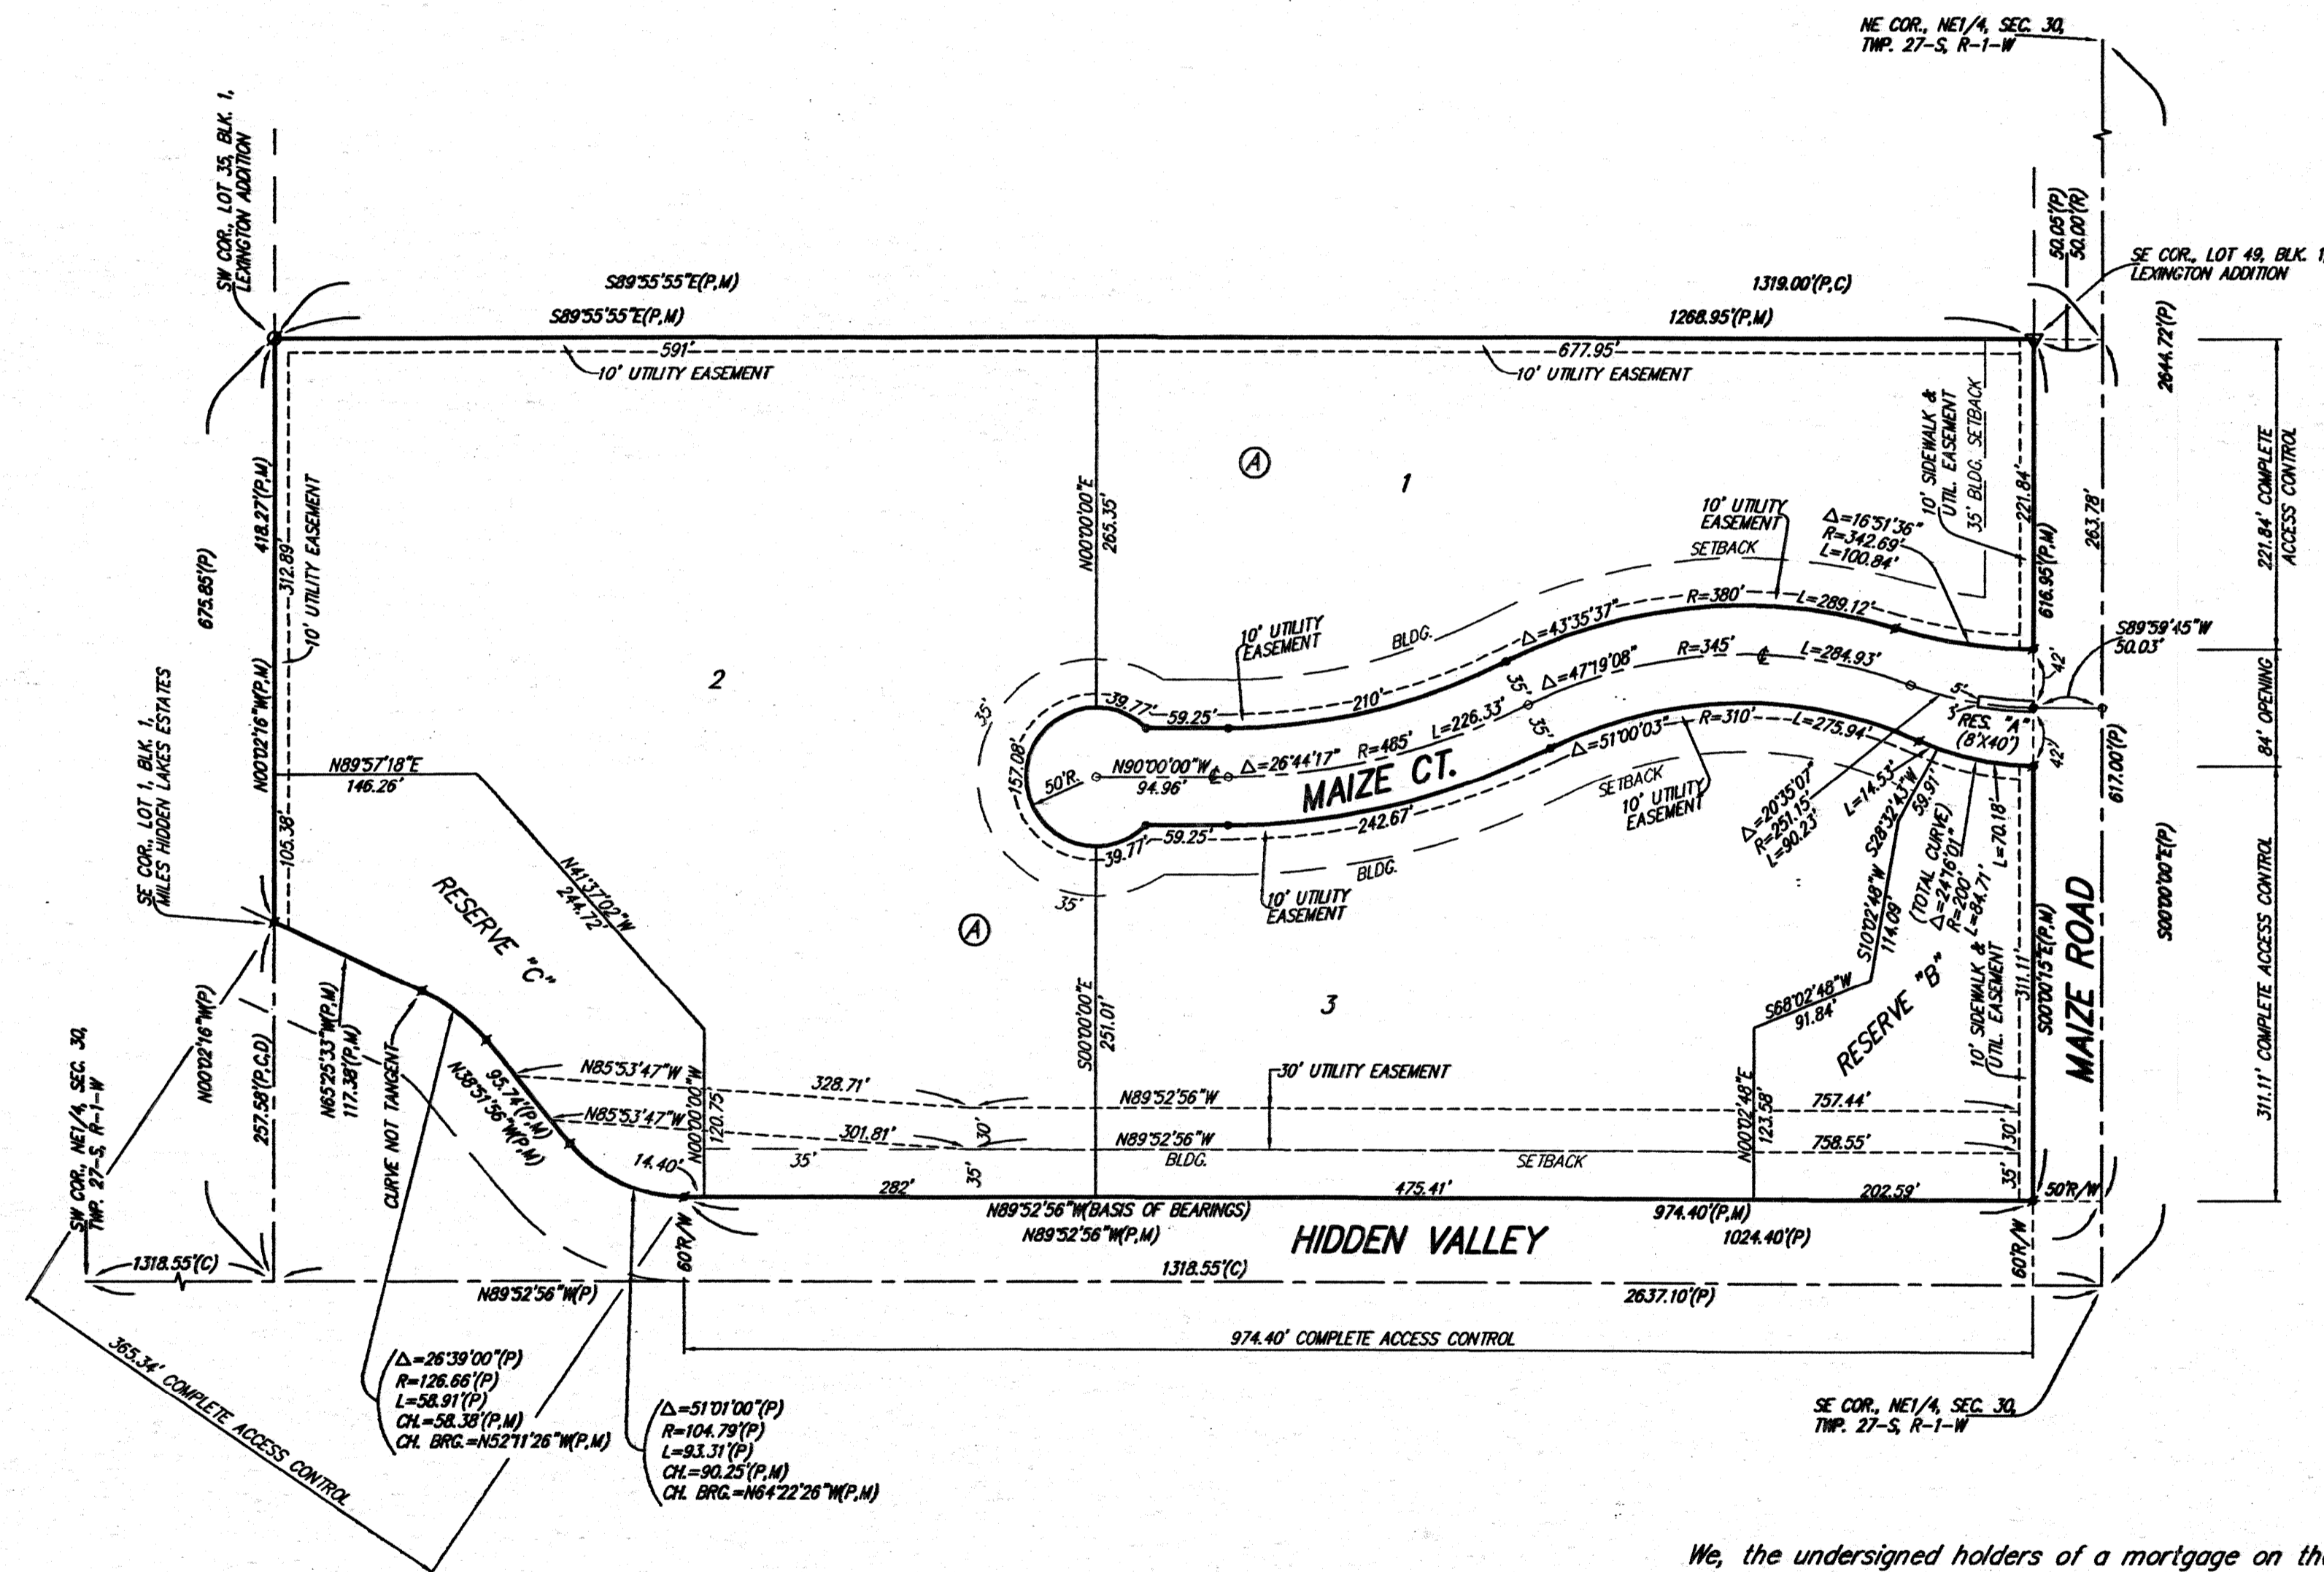 NE COR., NE1/4, SEC. 30,
TWP. 27-S, R-1-W
SW COR., LOT 35, BLK. 1,
LEXINGTON ADDITION
50.05'(P)
50.00'(R)
SE COR., LOT 49, BLK. 1,
LEXINGTON ADDITION
S89°55'55"E(P,M)
1319.00'(P,C)
S89°55'55"E(P,M)
1268.95'(P,M)
591'
677.95'
10' UTILITY EASEMENT
10' UTILITY EASEMENT
2644.72'(P)
221.84' COMPLETE
ACCESS CONTROL
10' SIDEWALK &
UTIL. EASEMENT
35' BLDG. SETBACK
221.84'
263.78'
616.95'(P,M)
418.27'(P,M)
675.85'(P)
312.89'
10' UTILITY EASEMENT
N00°02'16"W(P,M)
N00°00'00"E
265.35'
A
1
10' UTILITY
EASEMENT
SETBACK
Δ=16°51'36"
R=342.69'
L=100.84'
Δ=43°35'37"
R=380'
L=289.12'
10' UTILITY
EASEMENT
BLDG.
S89°59'45"W
50.03'
42'
84' OPENING
42'
2
35'
39.77'
59.25'
210'
35'
35'
Δ=47°19'08"
R=345'
℄
L=284.93'
5'
3'
RES. "A"
(8'X40')
157.08'
50'R.
N90°00'00"W
94.96'
℄
Δ=26°44'17"
R=485'
L=226.33'
MAIZE CT.
Δ=51°00'03"
R=310'
L=275.94'
SETBACK
10' UTILITY
EASEMENT
59.25'
39.77'
242.67'
BLDG.
35'
10' UTILITY
EASEMENT
Δ=20°35'07"
R=251.15'
L=90.23'
L=14.53'
S28°32'43"W
59.91'
(TOTAL CURVE)
Δ=24°16'01"
R=200'
L=84.71'
L=70.18'
S10°02'48"W
114.09'
S68°02'48"W
91.84'
RESERVE "B"
N00°02'48"E
123.58'
10' SIDEWALK &
UTIL. EASEMENT
311.11'
S00°00'15"E(P,M)
MAIZE ROAD
617.00'(P)
S00°00'00"E(P)
311.11' COMPLETE ACCESS CONTROL
SE COR., LOT 1, BLK. 1,
MILES HIDDEN LAKES ESTATES
N89°57'18"E
146.26'
105.38'
RESERVE "C"
N41°37'02"W
244.72'
A
S00°00'00"E
251.01'
3
N00°02'16"W(P)
257.58'(P,C,D)
SW COR., NE1/4, SEC. 30,
TWP. 27-S, R-1-W
N65°25'33"W(P,M)
117.38'(P,M)
CURVE NOT TANGENT
95.74'(P,M)
N38°51'56"W(P,M)
N85°53'47"W
328.71'
N85°53'47"W
301.81'
N00°00'00"W
120.75'
30' UTILITY EASEMENT
N89°52'56"W
757.44'
30'
N89°52'56"W
758.55'
30'
35'
35'
BLDG.
SETBACK
35'
14.40'
282'
475.41'
202.59'
50'R/W
N89°52'56"W(BASIS OF BEARINGS)
974.40'(P,M)
N89°52'56"W(P,M)
1024.40'(P)
HIDDEN VALLEY
60'R/W
60'R/W
1318.55'(C)
1318.55'(C)
N89°52'56"W(P)
2637.10'(P)
974.40' COMPLETE ACCESS CONTROL
365.34' COMPLETE ACCESS CONTROL
Δ=26°39'00"(P)
R=126.66'(P)
L=58.91'(P)
CH.=58.38'(P,M)
CH. BRG.=N52°11'26"W(P,M)
Δ=51°01'00"(P)
R=104.79'(P)
L=93.31'(P)
CH.=90.25'(P,M)
CH. BRG.=N64°22'26"W(P,M)
SE COR., NE1/4, SEC. 30,
TWP. 27-S, R-1-W
We, the undersigned holders of a mortgage on the